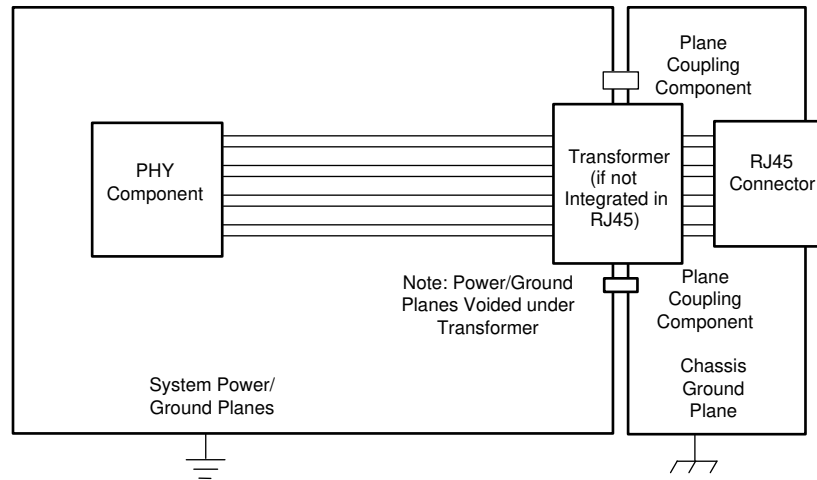 Plane
Coupling
Component
PHY
Component
Transformer
(if not
Integrated in
RJ45)
RJ45
Connector
Note: Power/Ground
Planes Voided under
Transformer
Plane
Coupling
Component
System Power/
Ground Planes
Chassis
Ground
Plane